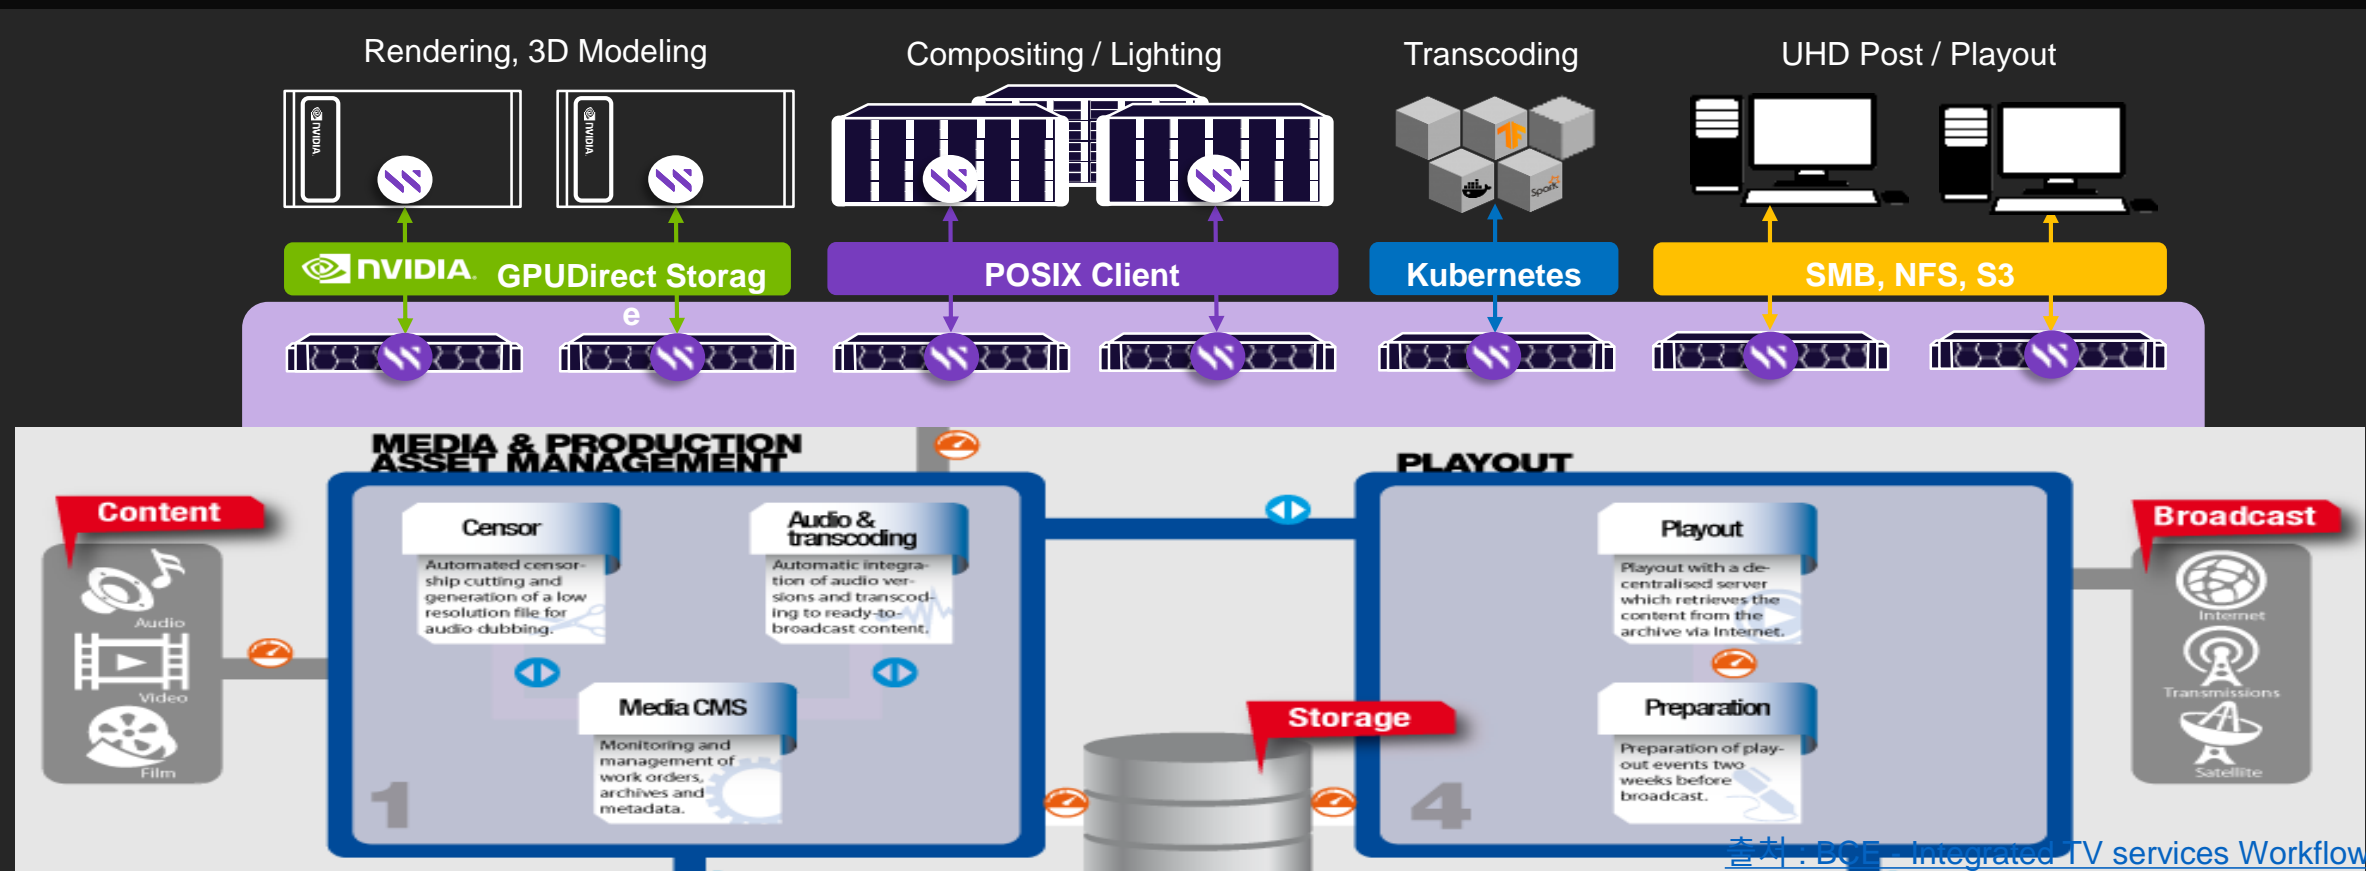 Rendering, 3D Modeling
Compositing / Lighting
Transcoding
UHD Post / Playout
NVIDIA.
NVIDIA.
Spark
NVIDIA. GPUDirect Storag
e
POSIX Client
Kubernetes
SMB, NFS, S3
MEDIA & PRODUCTION
ASSET MANAGEMENT
PLAYOUT
Content
Audio
Video
Film
Censor
Automated censor-
ship cutting and
generation of a low
resolution file for
audio dubbing.
Audio &
transcoding
Automatic integra-
tion of audio ver-
sions and transcod-
ing to ready-to-
broadcast content.
Media CMS
Monitoring and
management of
work orders,
archives and
metadata.
1
Storage
Playout
Playout with a de-
centralised server
which retrieves the
content from the
archive via Internet.
Preparation
Preparation of play-
out events two
weeks before
broadcast.
4
Broadcast
Internet
Transmissions
Satellite
출처 : BCE - Integrated TV services Workflow